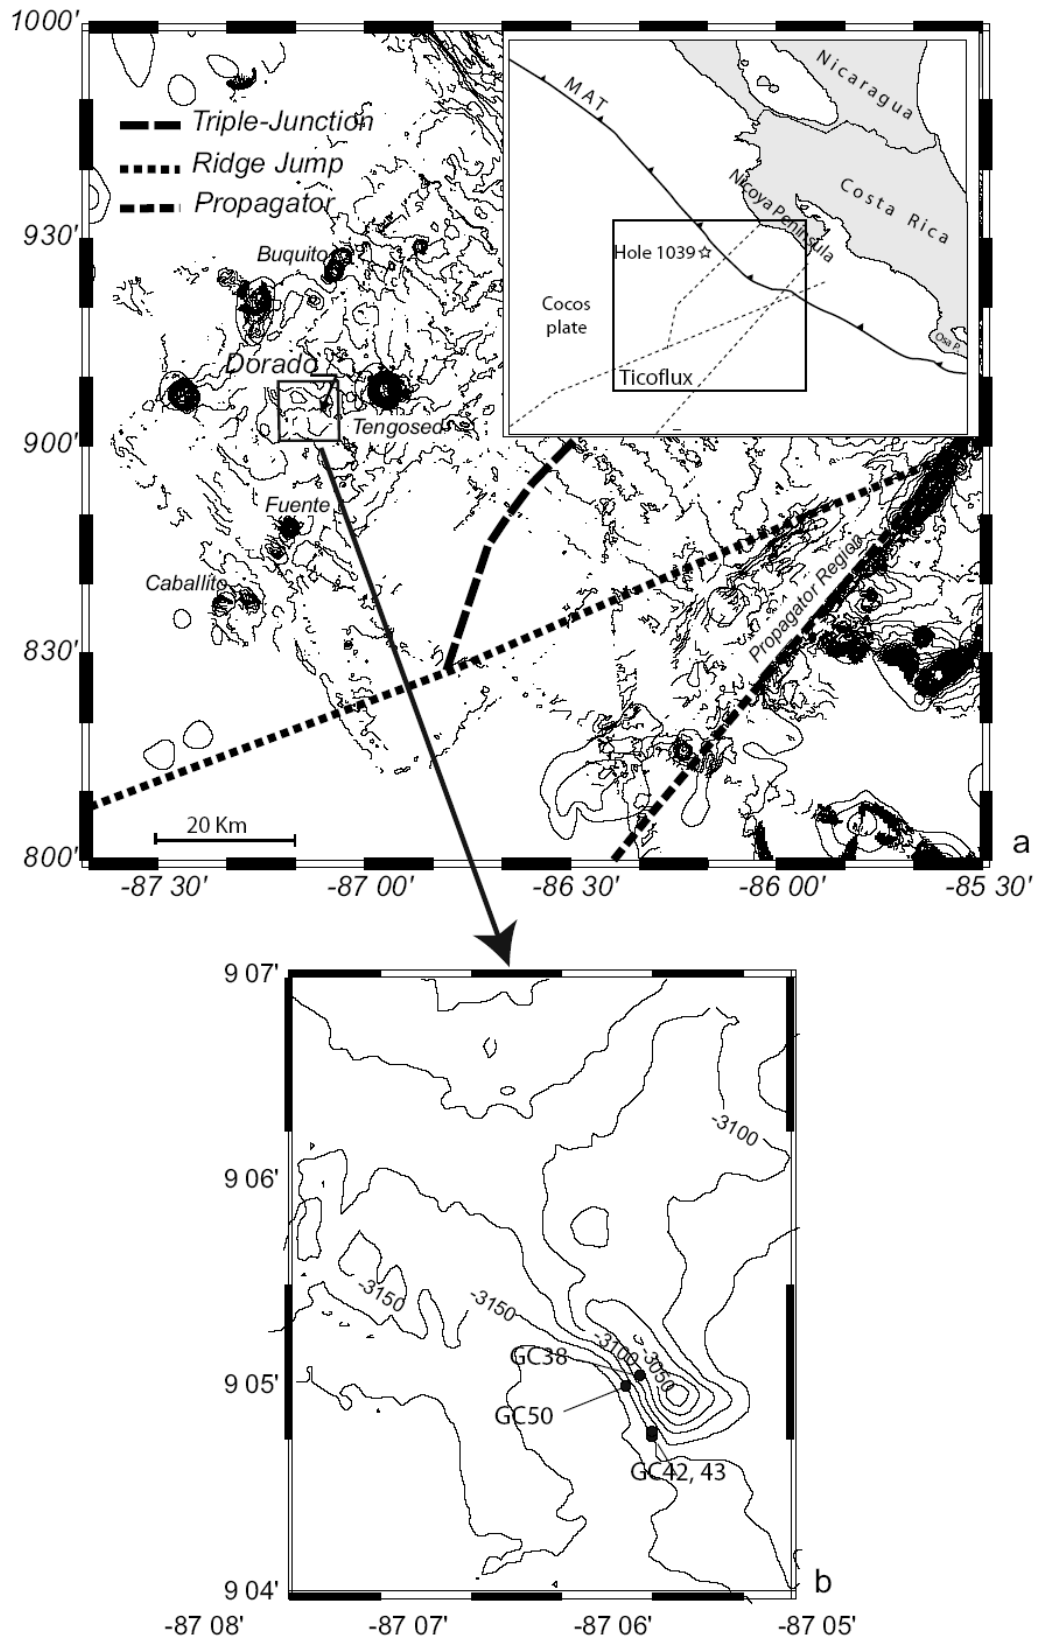 1000'
930'
900'
830'
800'
Triple-Junction
Ridge Jump
Propagator
Buquito
Dorado
Tengosed
Fuente
Caballito
Propagator Region
20 Km
MAT
Nicaragua
Costa Rica
Nicoya Peninsula
Hole 1039
Cocos
plate
Osa P.
Ticoflux
a
-87 30'
-87 00'
-86 30'
-86 00'
-85 30'
9 07'
9 06'
9 05'
9 04'
-3100
-3150
-3150
-3100
-3050
GC38
GC50
GC42, 43
b
-87 08'
-87 07'
-87 06'
-87 05'